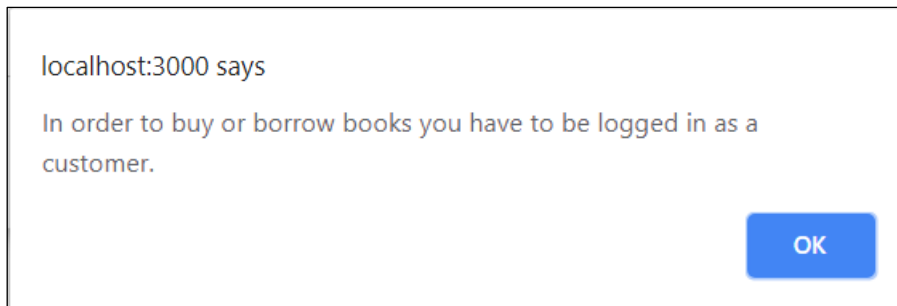 localhost:3000 says
In order to buy or borrow books you have to be logged in as a
customer.
OK